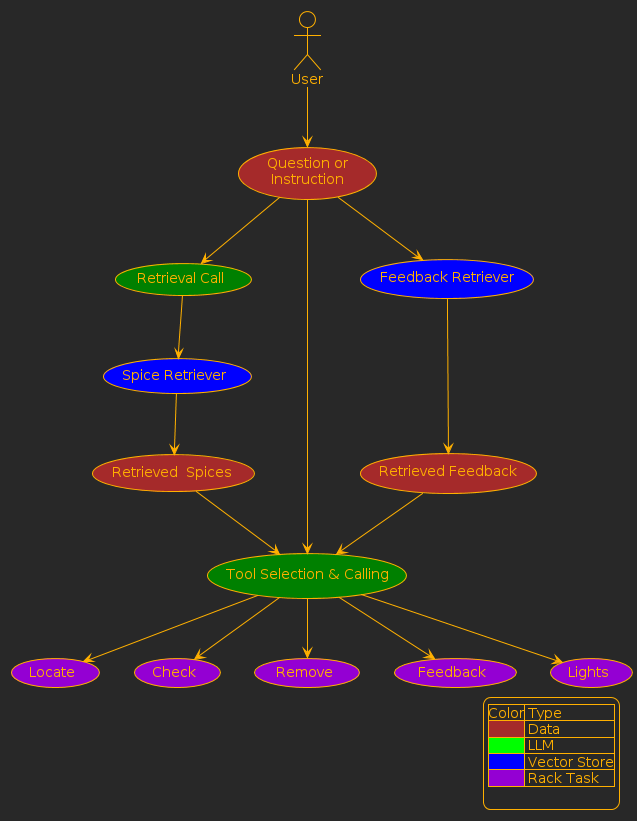 User
Question or
Instruction
Retrieval Call
Feedback Retriever
Spice Retriever
Retrieved  Spices
Retrieved Feedback
Tool Selection & Calling
Locate
Check
Remove
Feedback
Lights
Color Type
Data
LLM
Vector Store
Rack Task